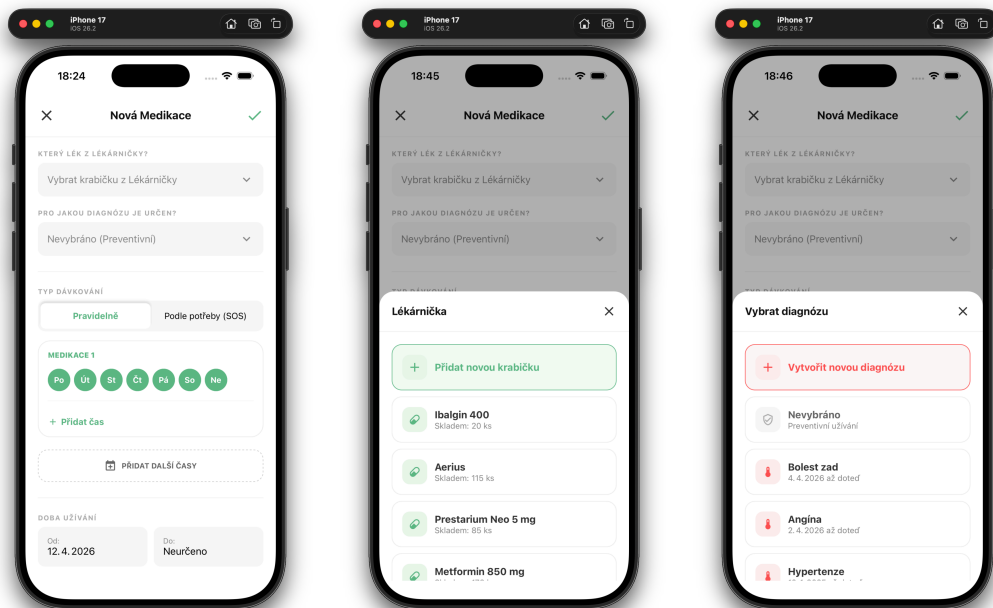 iPhone 17
iOS 26.2
18:24
Nová Medikace
KTERÝ LÉK Z LÉKÁRNIČKY?
Vybrat krabičku z Lékárničky
PRO JAKOU DIAGNÓZU JE URČEN?
Nevybráno (Preventivní)
TYP DÁVKOVÁNÍ
Pravidelně
Podle potřeby (SOS)
MEDIKACE 1
Po Út St Čt Pá So Ne
+ Přidat čas
PŘIDAT DALŠÍ ČASY
DOBA UŽÍVÁNÍ
Od:
12. 4. 2026
Do:
Neurčeno
iPhone 17
iOS 26.2
18:45
Nová Medikace
KTERÝ LÉK Z LÉKÁRNIČKY?
Vybrat krabičku z Lékárničky
PRO JAKOU DIAGNÓZU JE URČEN?
Nevybráno (Preventivní)
TYP DÁVKOVÁNÍ
Lékárnička
+ Přidat novou krabičku
Ibalgin 400
Skladem: 20 ks
Aerius
Skladem: 115 ks
Prestarium Neo 5 mg
Skladem: 85 ks
Metformin 850 mg
iPhone 17
iOS 26.2
18:46
Nová Medikace
KTERÝ LÉK Z LÉKÁRNIČKY?
Vybrat krabičku z Lékárničky
PRO JAKOU DIAGNÓZU JE URČEN?
Nevybráno (Preventivní)
TYP DÁVKOVÁNÍ
Vybrat diagnózu
+ Vytvořit novou diagnózu
Nevybráno
Preventivní užívání
Bolest zad
4. 4. 2026 až doteď
Angína
2. 4. 2026 až doteď
Hypertenze